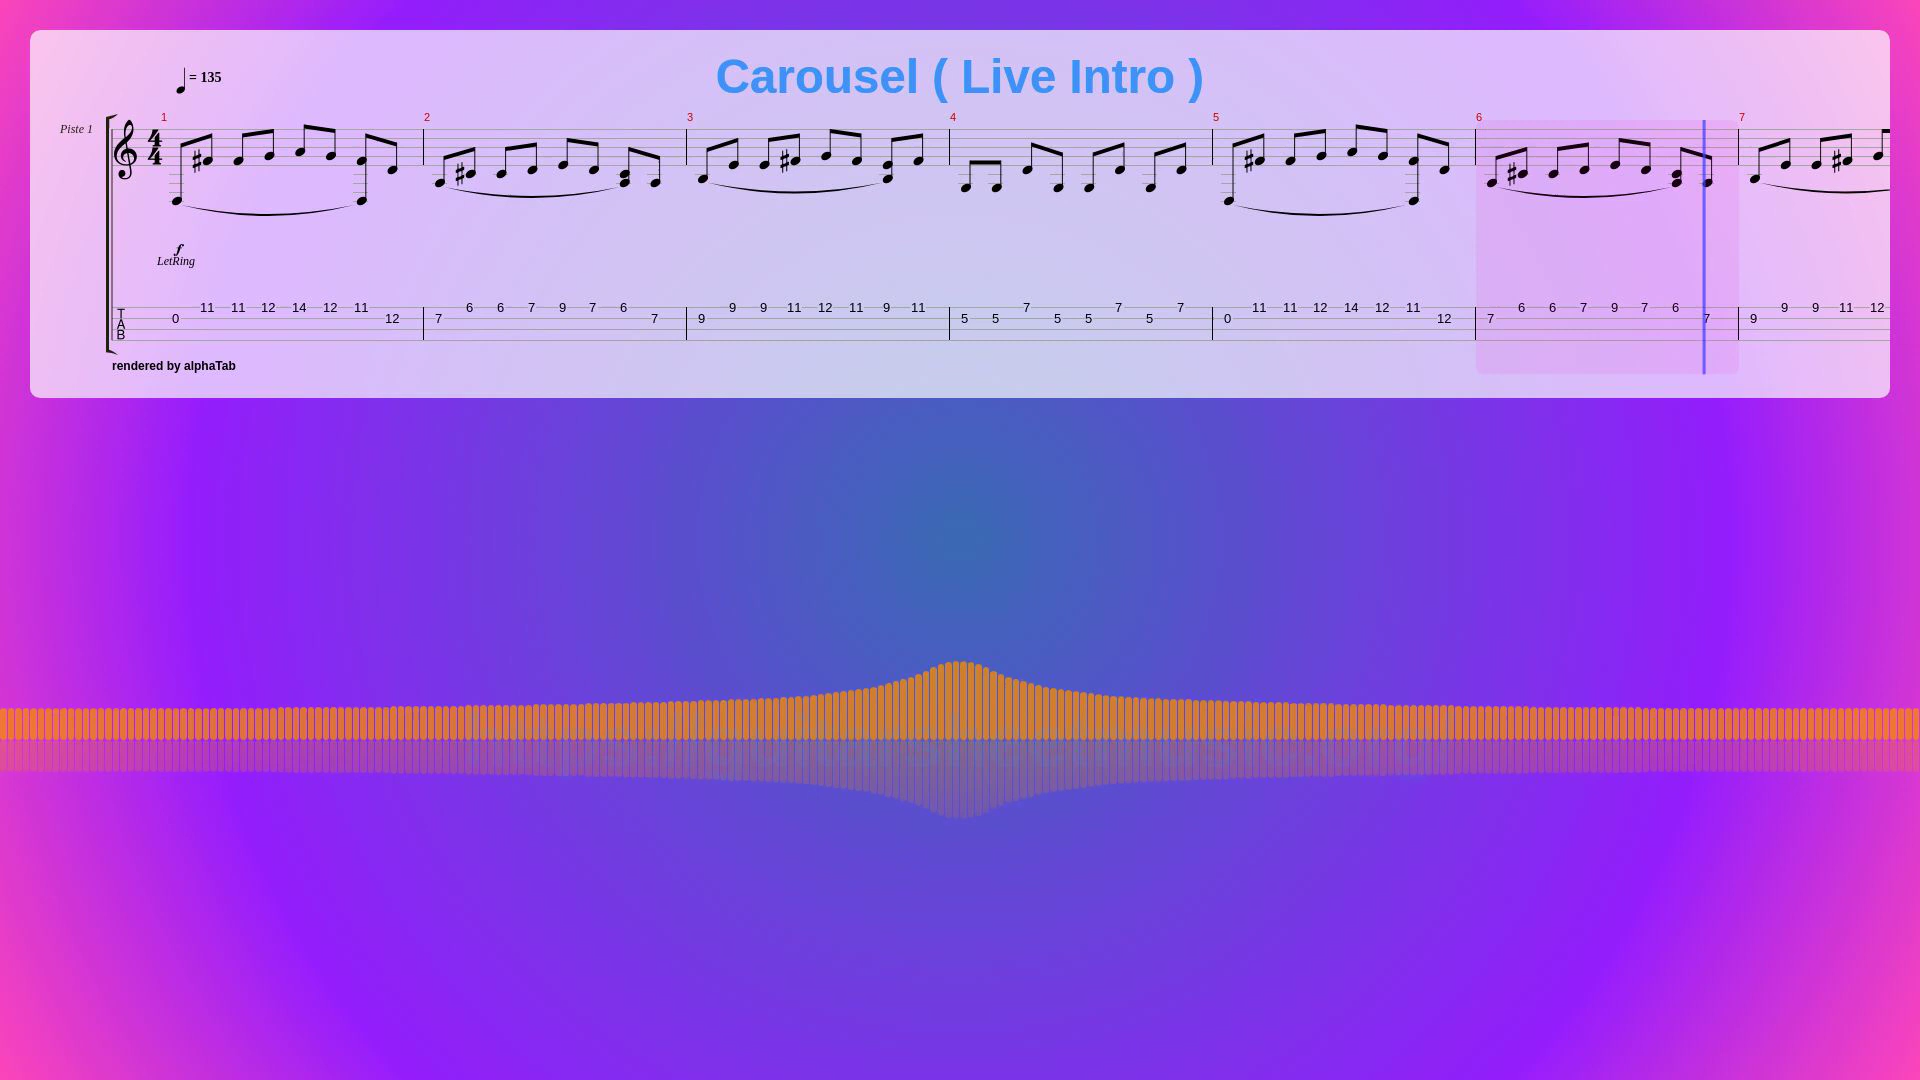 Carousel ( Live Intro )
= 135
1 2 3 4 5 6 7
Piste 1
4
4
f
LetRing
11 11 12 14 12 11 6 6 7 9 7 6 9 9 11 12 11 9 11 7 7 7 11 11 12 14 12 11 6 6 7 9 7 6 9 9 11 12
0 12 7 7 9 5 5 5 5 5 0 12 7 7 9
T
A
B
rendered by alphaTab